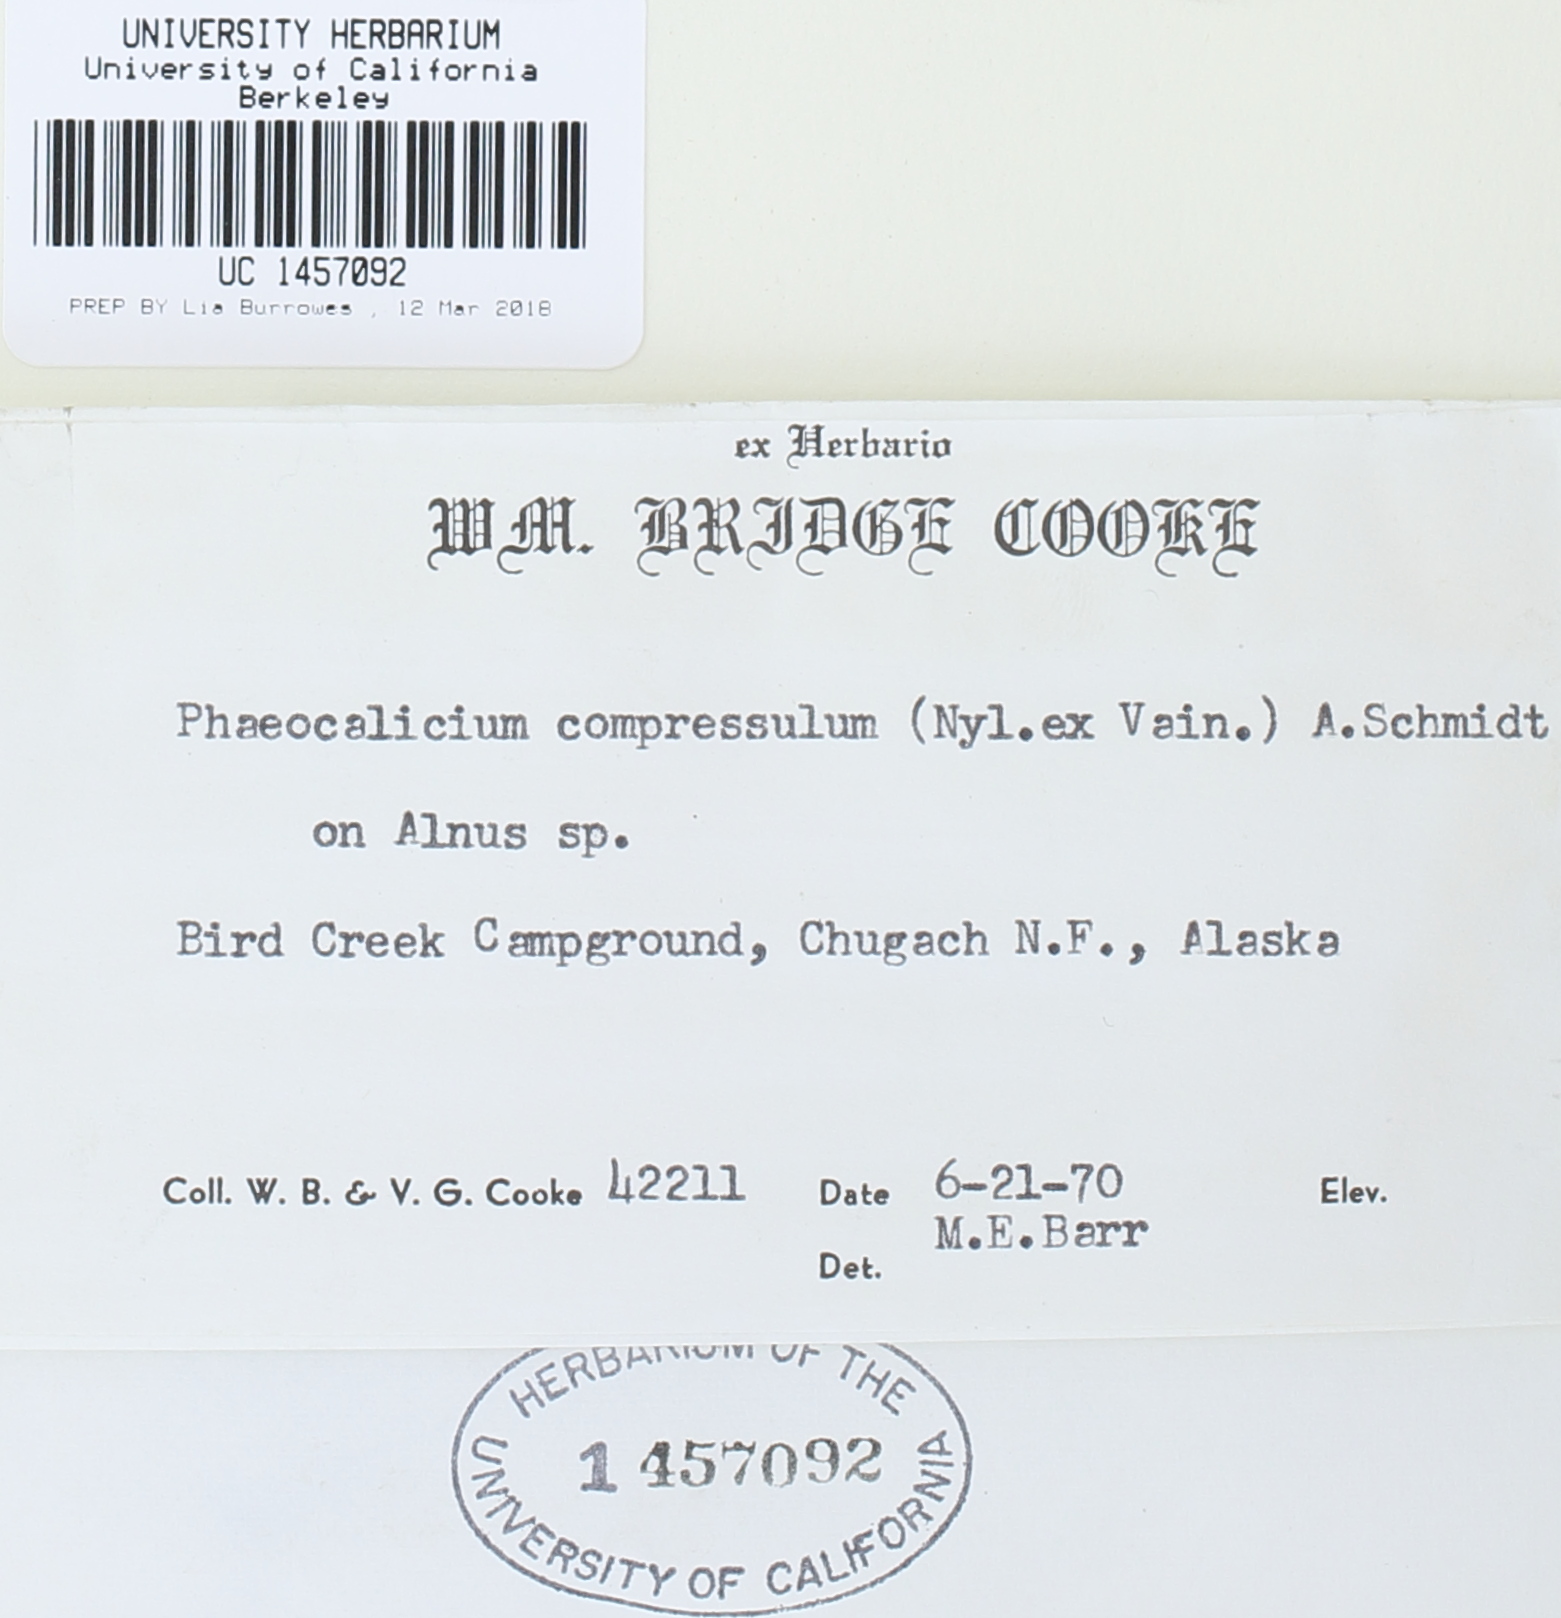 UNIVERSITY HERBARIUM
University of California
Berkeley
UC 1457092
PREP BY Lia Burrowes , 12 Mar 2018
ex Herbario
WM. BRIDGE COOKE
Phaeocalicium compressulum (Nyl.ex Vain.) A.Schmidt
on Alnus sp.
Bird Creek Campground, Chugach N.F., Alaska
Coll. W. B. & V. G. Cooke 42211 Date 6-21-70 Elev.
M.E.Barr
Det.
HERBARIUM OF THE
1457092
UNIVERSITY OF CALIFORNIA